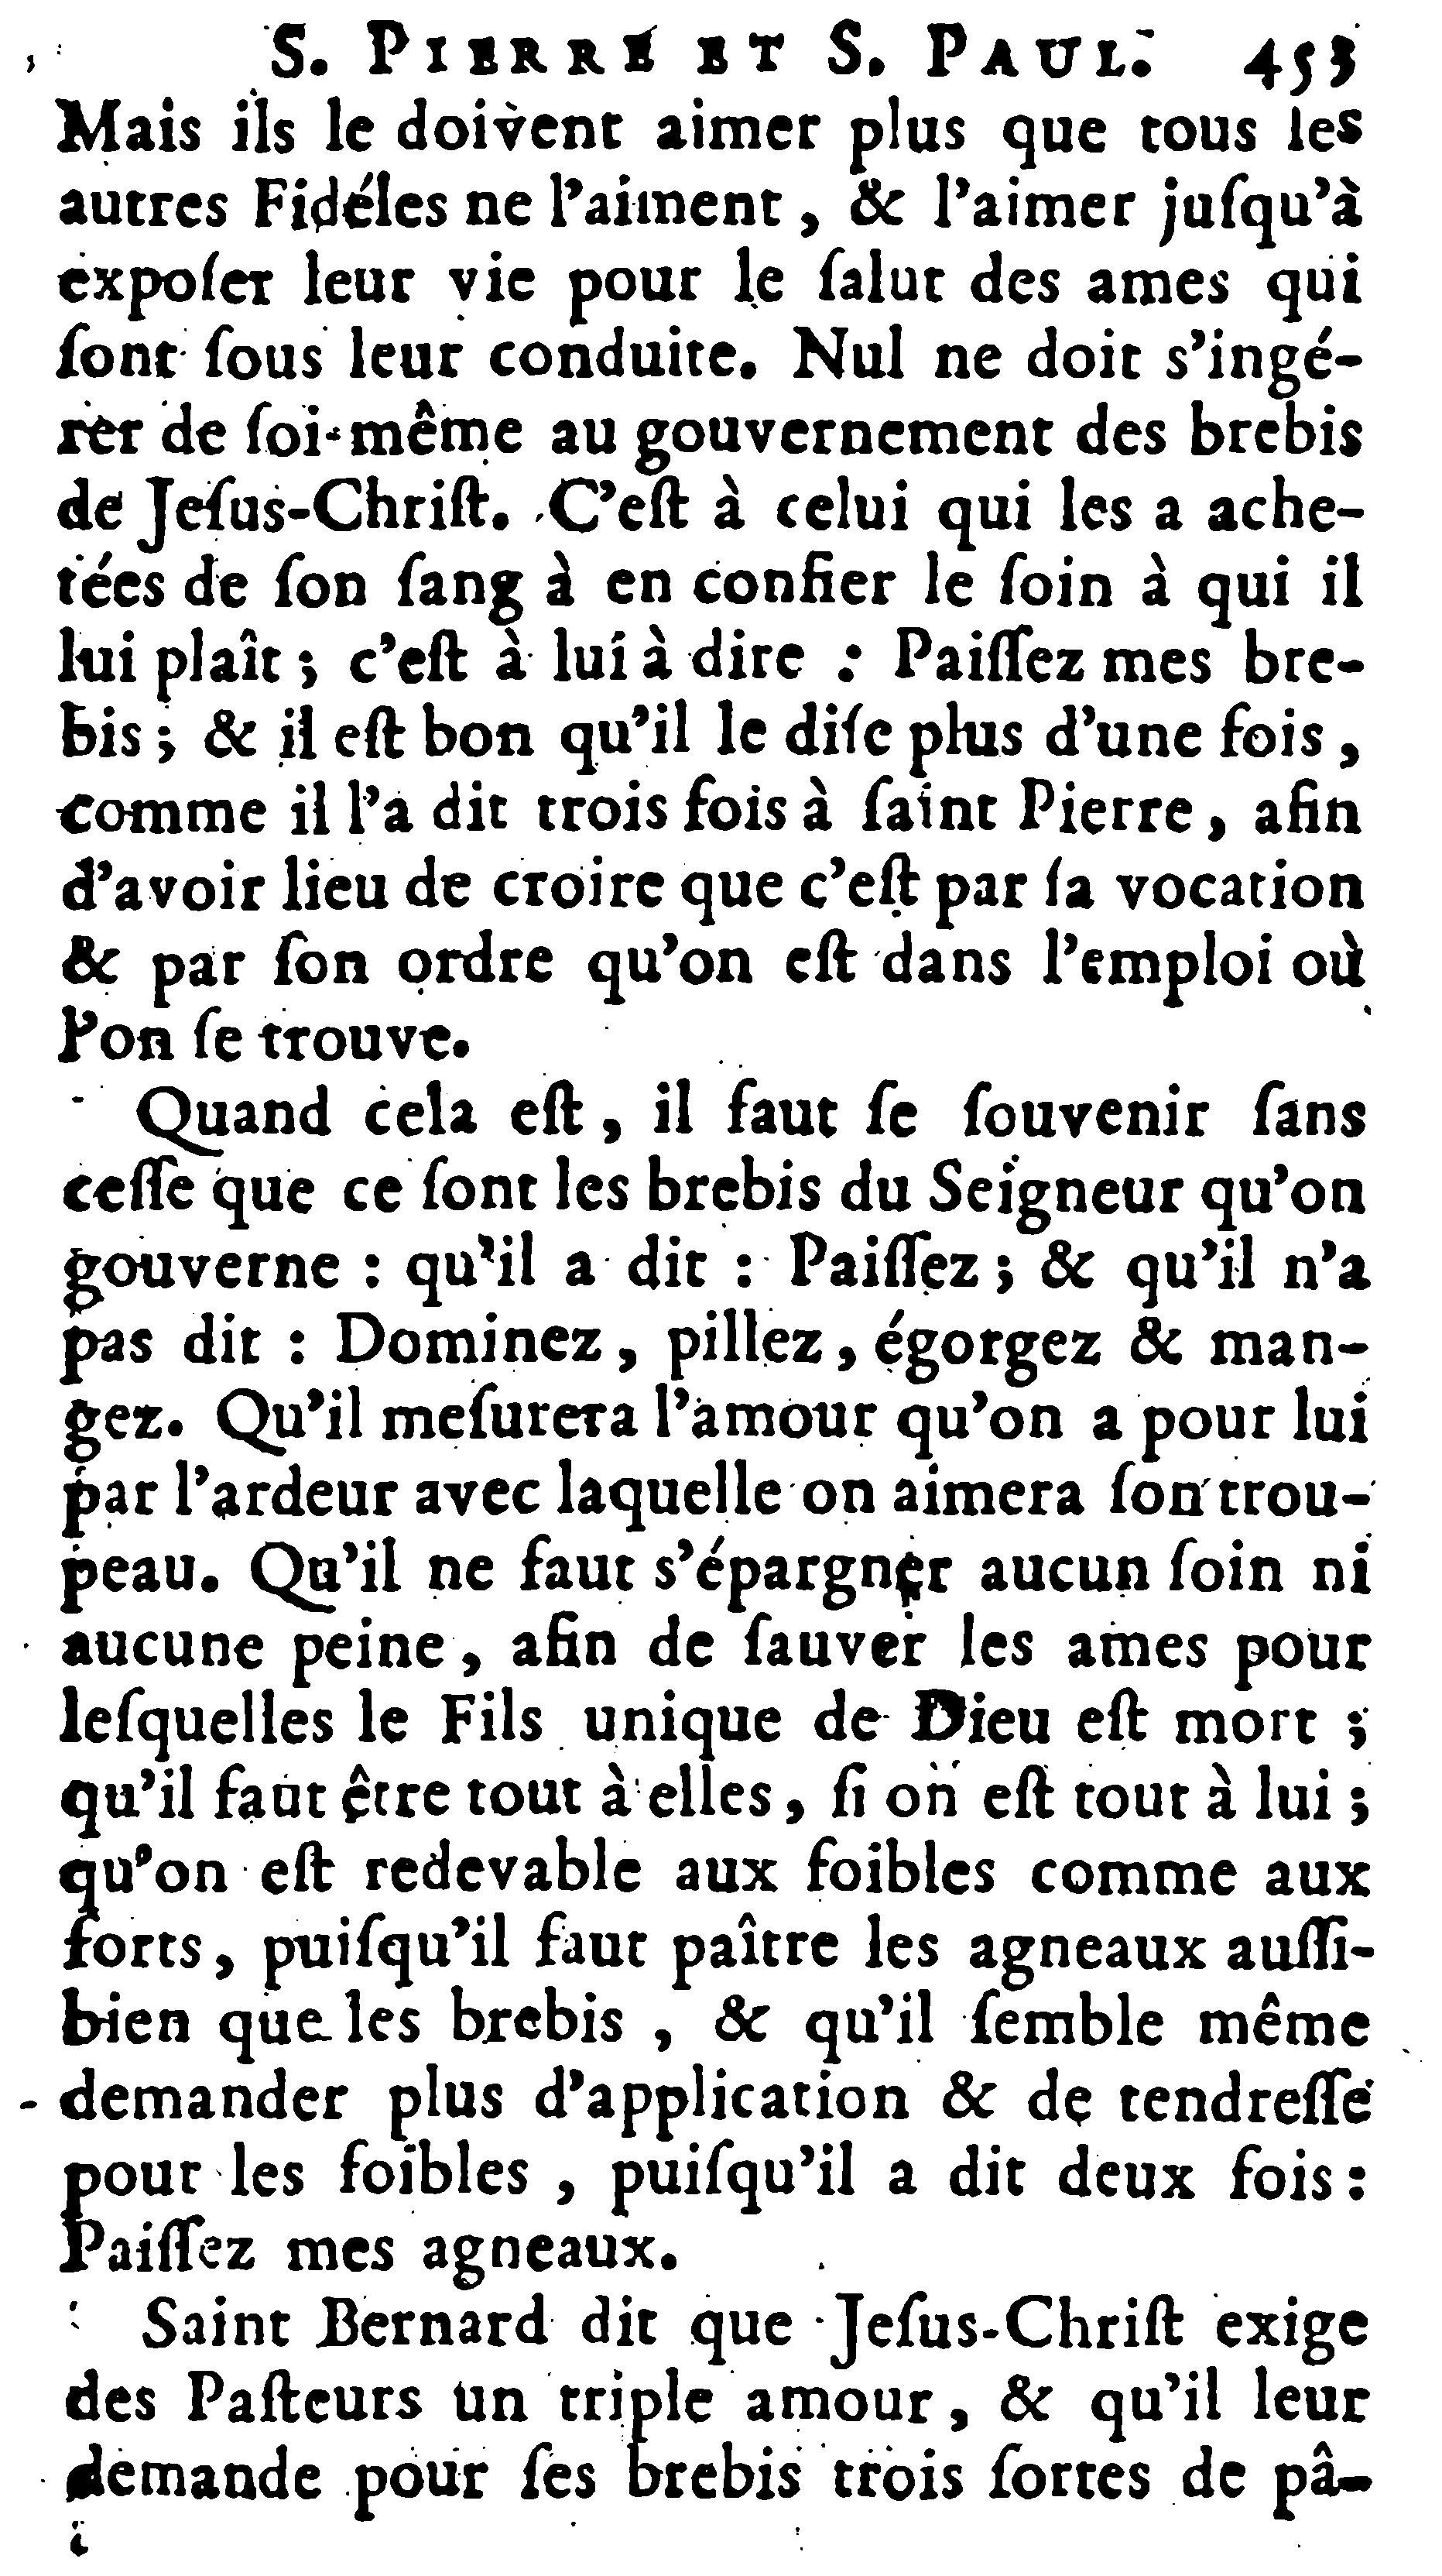 S. PIERRE ET S. PAUL. 453
Mais ils le doivent aimer plus que tous les
autres Fidéles ne l'aiment, & l'aimer juſqu'à
expoſer leur vie pour le ſalut des ames qui
ſont ſous leur conduite. Nul ne doit s'ingé-
rer de ſoi-même au gouvernement des brebis
de Jeſus-Chriſt. C'eſt à celui qui les a ache-
tées de ſon ſang à en confier le ſoin à qui il
lui plaît; c'eſt à lui à dire : Paiſſez mes bre-
bis; & il eſt bon qu'il le diſe plus d'une fois,
comme il l'a dit trois fois à ſaint Pierre, afin
d'avoir lieu de croire que c'eſt par ſa vocation
& par ſon ordre qu'on eſt dans l'emploi où
l'on ſe trouve.
Quand cela eſt, il faut ſe ſouvenir ſans
ceſſe que ce ſont les brebis du Seigneur qu'on
gouverne : qu'il a dit : Paiſſez; & qu'il n'a
pas dit : Dominez, pillez, égorgez & man-
gez. Qu'il meſurera l'amour qu'on a pour lui
par l'ardeur avec laquelle on aimera ſon trou-
peau. Qu'il ne faut s'épargner aucun ſoin ni
aucune peine, afin de ſauver les ames pour
leſquelles le Fils unique de Dieu eſt mort ;
qu'il faut être tout à elles, ſi on eſt tout à lui ;
qu'on eſt redevable aux foibles comme aux
forts, puiſqu'il faut paître les agneaux auſſi-
bien que les brebis , & qu'il ſemble même
demander plus d'application & de tendreſſe
pour les foibles , puiſqu'il a dit deux fois :
Paiſſez mes agneaux.
Saint Bernard dit que Jeſus-Chriſt exige
des Paſteurs un triple amour, & qu'il leur
demande pour ſes brebis trois ſortes de pâ-